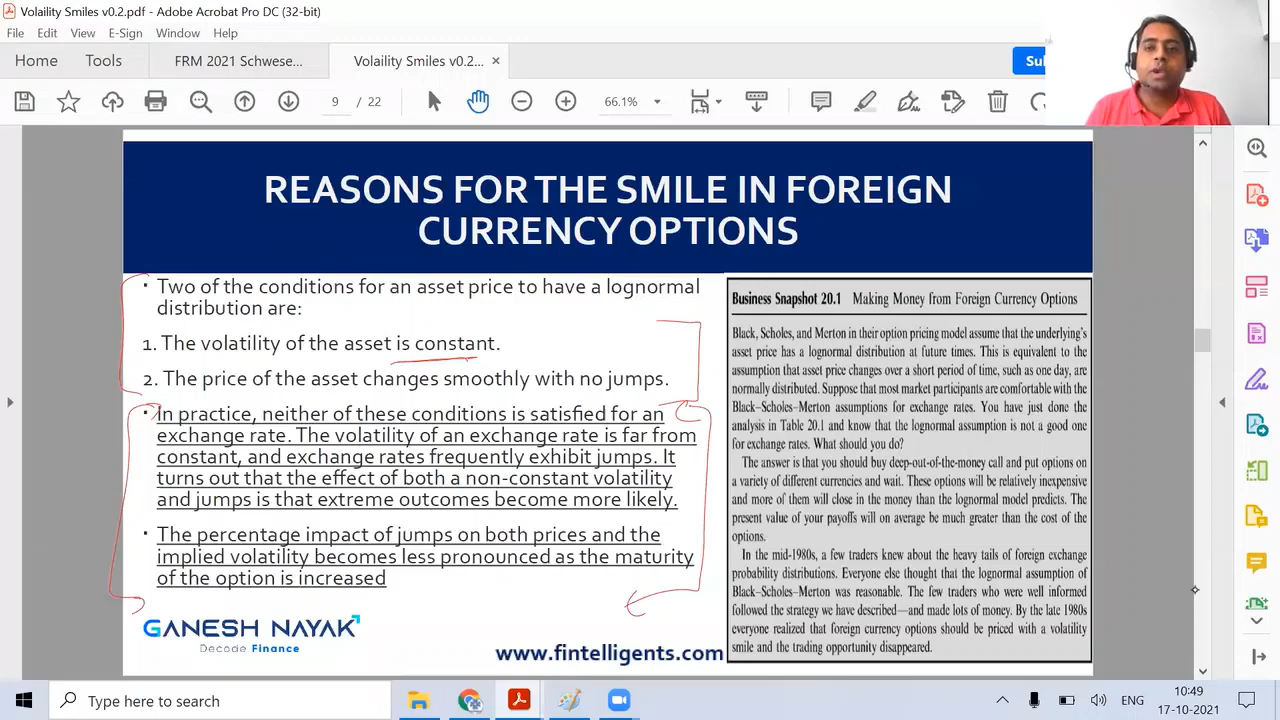 Volaility Smiles v0.2.pdf - Adobe Acrobat Pro DC (32-bit)
File Edit View E-Sign Window Help
Home Tools FRM 2021 Schwese... Volaility Smiles v0.2... × Su
9 / 22 66.1%
REASONS FOR THE SMILE IN FOREIGN
CURRENCY OPTIONS
• Two of the conditions for an asset price to have a lognormal
distribution are:
1. The volatility of the asset is constant.
2. The price of the asset changes smoothly with no jumps.
• In practice, neither of these conditions is satisfied for an
exchange rate. The volatility of an exchange rate is far from
constant, and exchange rates frequently exhibit jumps. It
turns out that the effect of both a non-constant volatility
and jumps is that extreme outcomes become more likely.
• The percentage impact of jumps on both prices and the
implied volatility becomes less pronounced as the maturity
of the option is increased
GANESH NAYAK
Decode Finance
www.fintelligents.com
Business Snapshot 20.1 Making Money from Foreign Currency Options
Black, Scholes, and Merton in their option pricing model assume that the underlying's
asset price has a lognormal distribution at future times. This is equivalent to the
assumption that asset price changes over a short period of time, such as one day, are
normally distributed. Suppose that most market participants are comfortable with the
Black–Scholes–Merton assumptions for exchange rates. You have just done the
analysis in Table 20.1 and know that the lognormal assumption is not a good one
for exchange rates. What should you do?
The answer is that you should buy deep-out-of-the-money call and put options on
a variety of different currencies and wait. These options will be relatively inexpensive
and more of them will close in the money than the lognormal model predicts. The
present value of your payoffs will on average be much greater than the cost of the
options.
In the mid-1980s, a few traders knew about the heavy tails of foreign exchange
probability distributions. Everyone else thought that the lognormal assumption of
Black–Scholes–Merton was reasonable. The few traders who were well informed
followed the strategy we have described—and made lots of money. By the late 1980s
everyone realized that foreign currency options should be priced with a volatility
smile and the trading opportunity disappeared.
Type here to search
ENG
10:49
17-10-2021